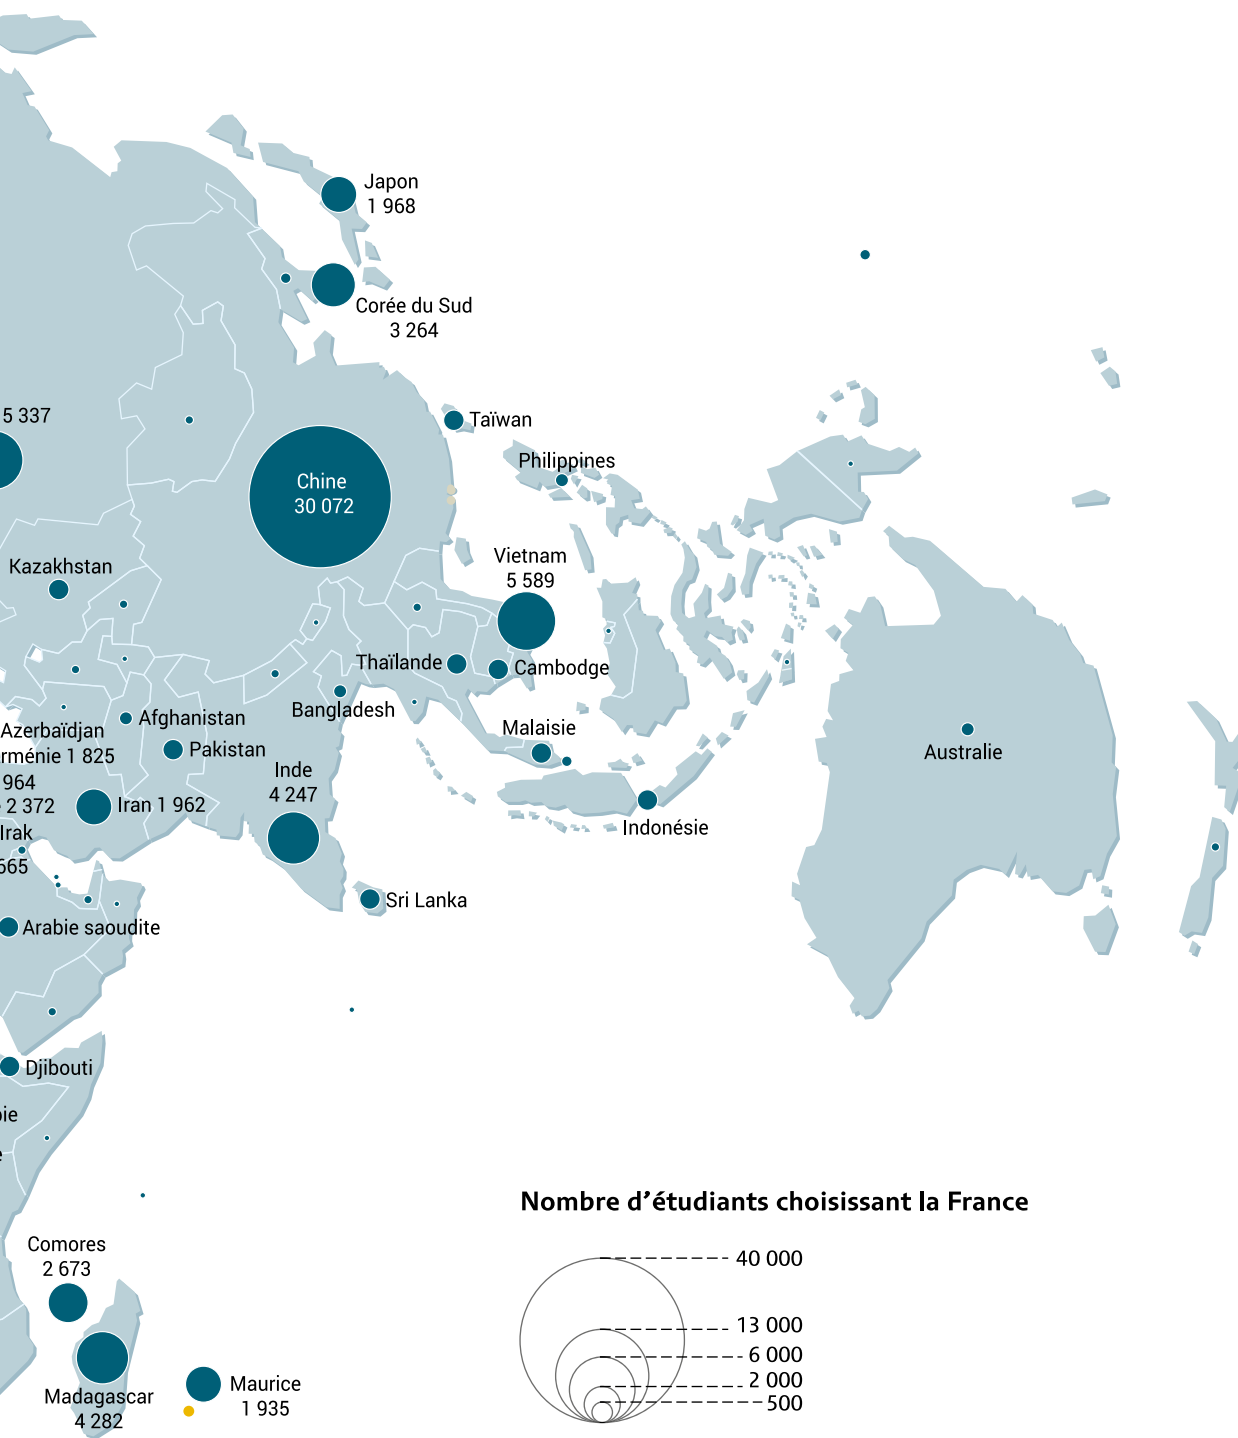 Japon
1 968
Corée du Sud
3 264
5 337
Taïwan
Philippines
Chine
30 072
Kazakhstan
Vietnam
5 589
Thaïlande
Cambodge
Bangladesh
Afghanistan
Azerbaïdjan
Malaisie
Pakistan
rménie 1 825
Australie
Inde
4 247
964
2 372
Iran 1 962
Indonésie
Irak
665
Sri Lanka
Arabie saoudite
Djibouti
bie
Nombre d’étudiants choisissant la France
Comores
2 673
40 000
13 000
6 000
2 000
500
Maurice
1 935
Madagascar
4 282